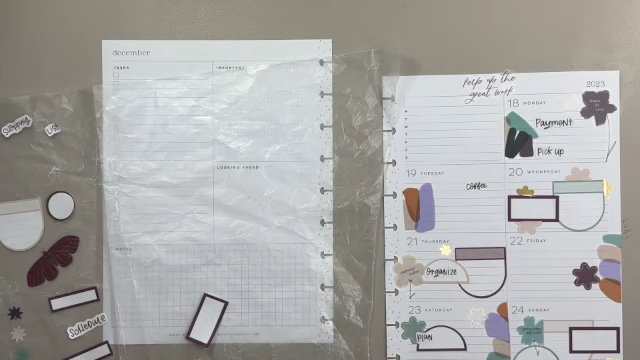 december
TASKS
IMPORTANT
LOOKING AHEAD
NOTES
shopping
LIST
SCHEDULE
keep up the
great work
2023
18 MONDAY
PAYMENT
PICK UP
19 TUESDAY
coffee
20 WEDNESDAY
21 THURSDAY
ORGANIZE
22 FRIDAY
23 SATURDAY
PLAN
24 SUNDAY